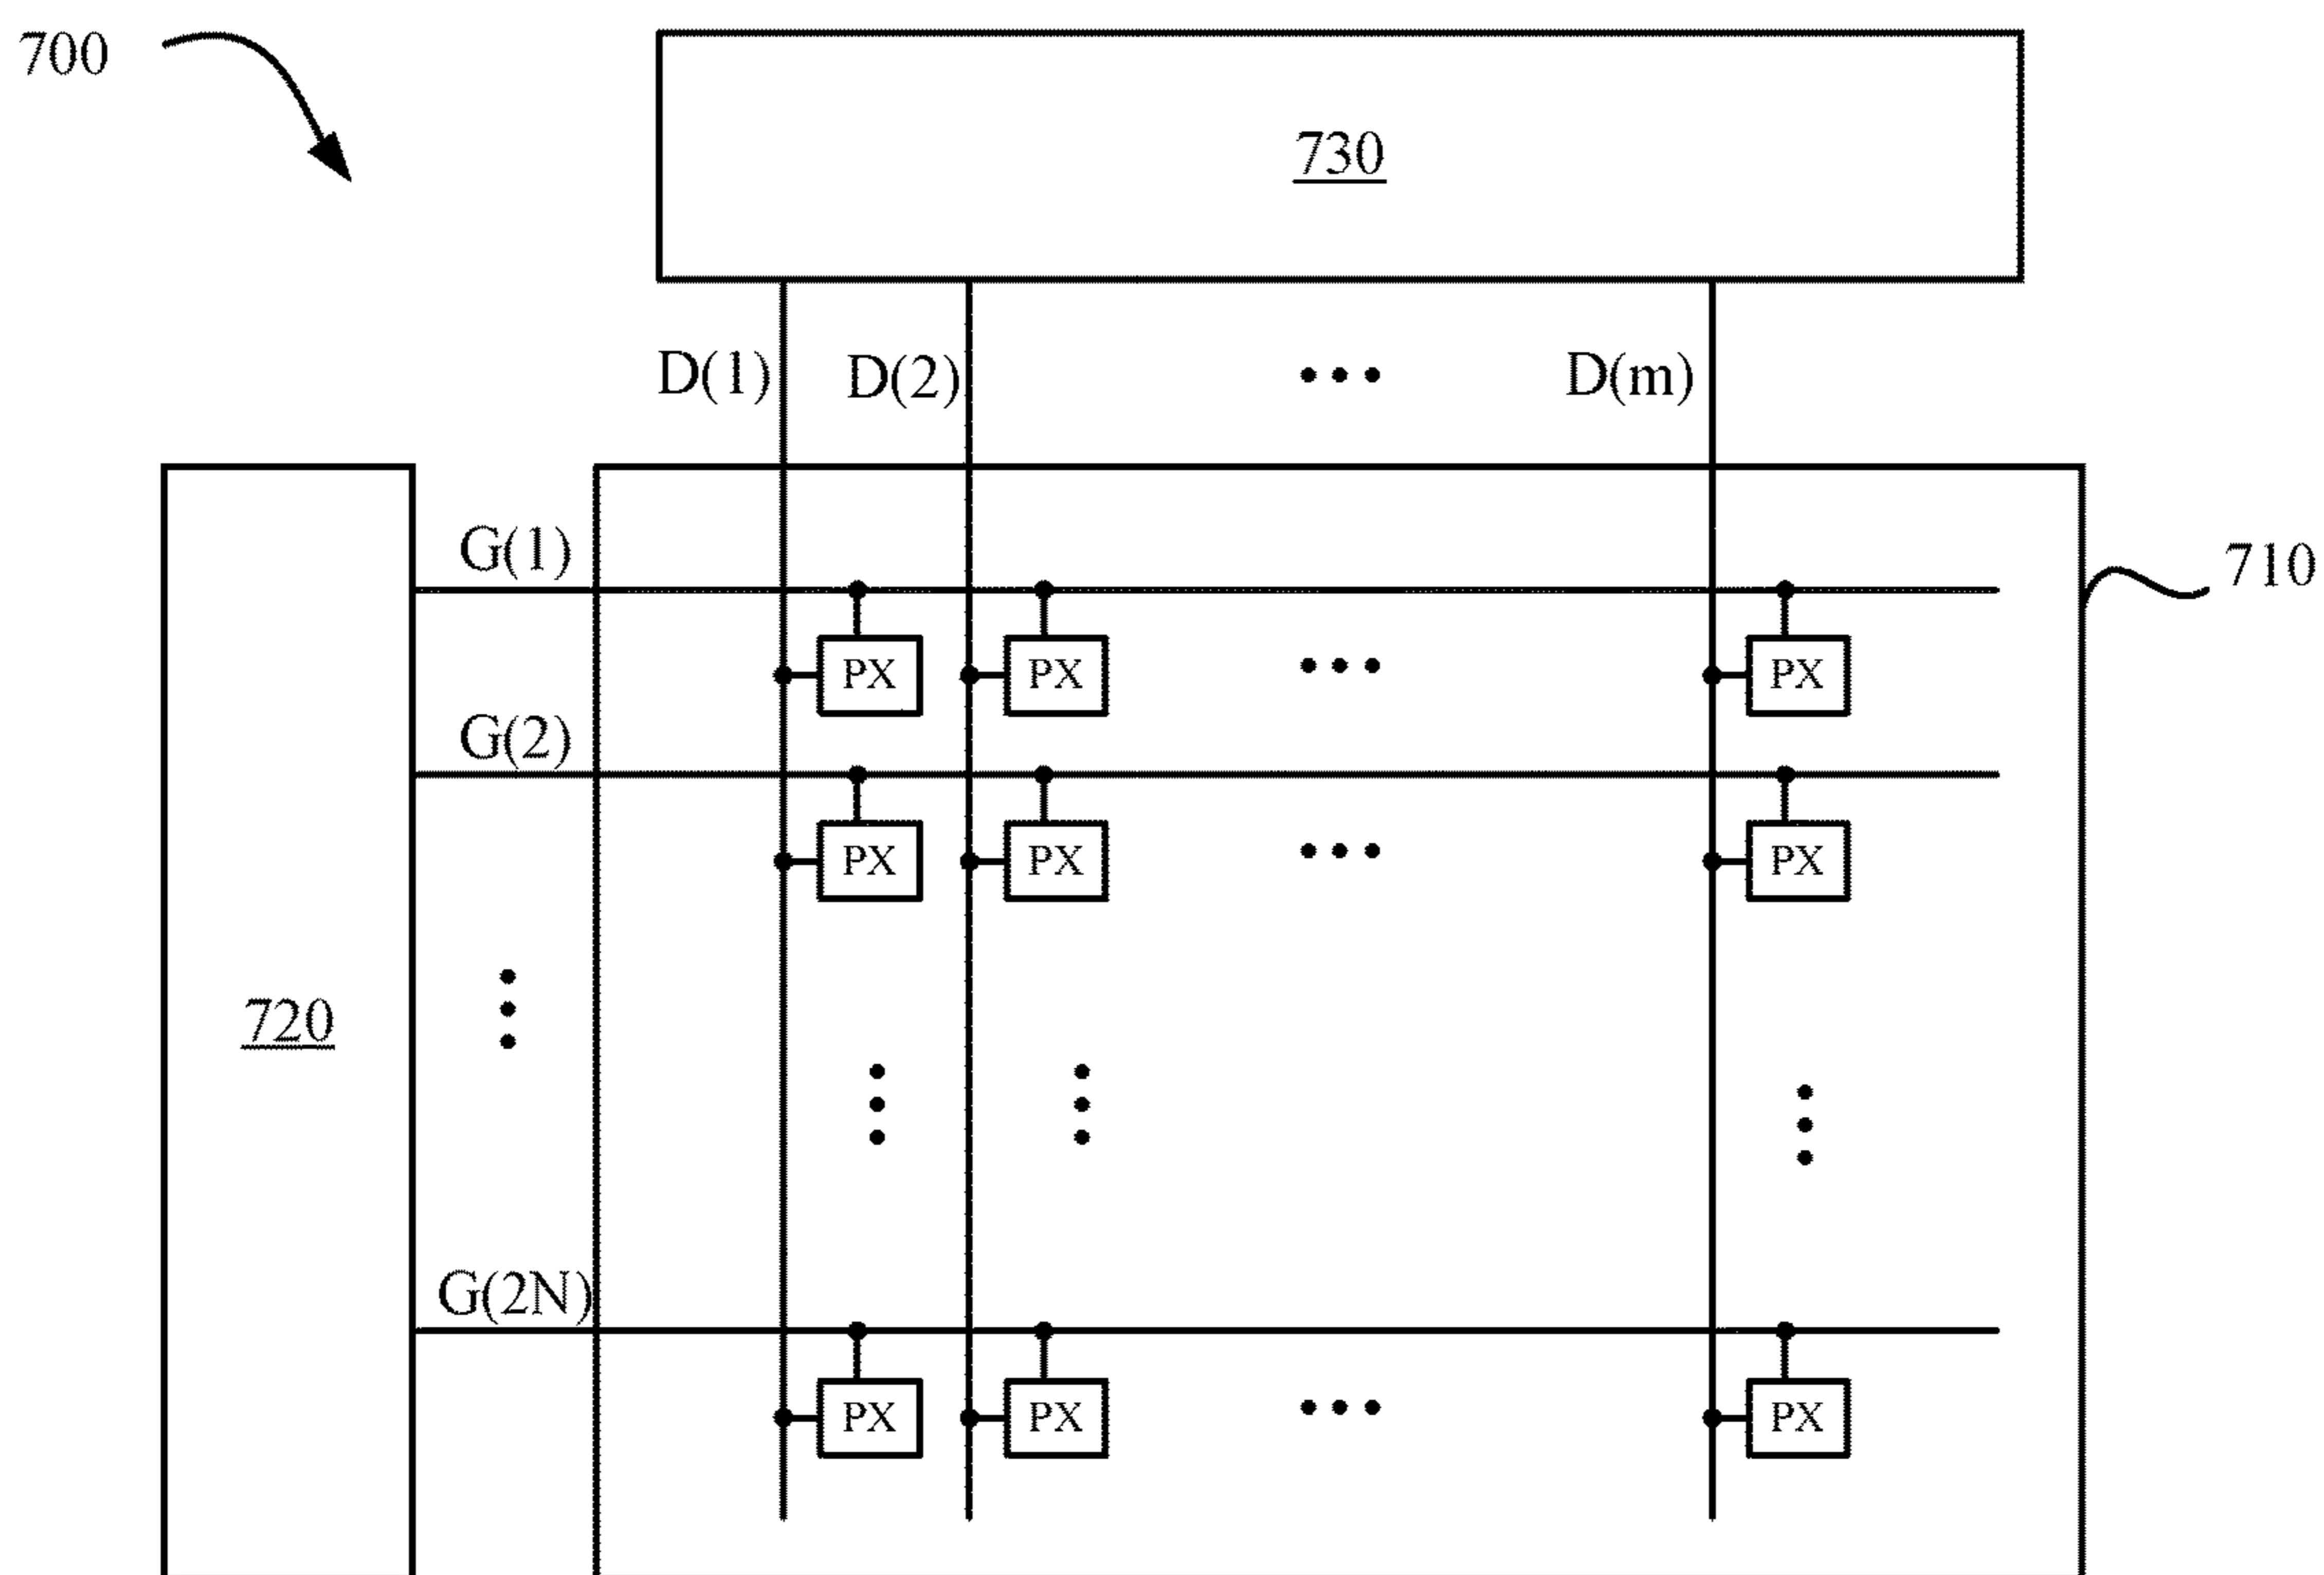 700
730
D(1) D(2) D(m)
G(1)
710
PX PX PX
G(2)
PX PX PX
720
G(2N)
PX PX PX